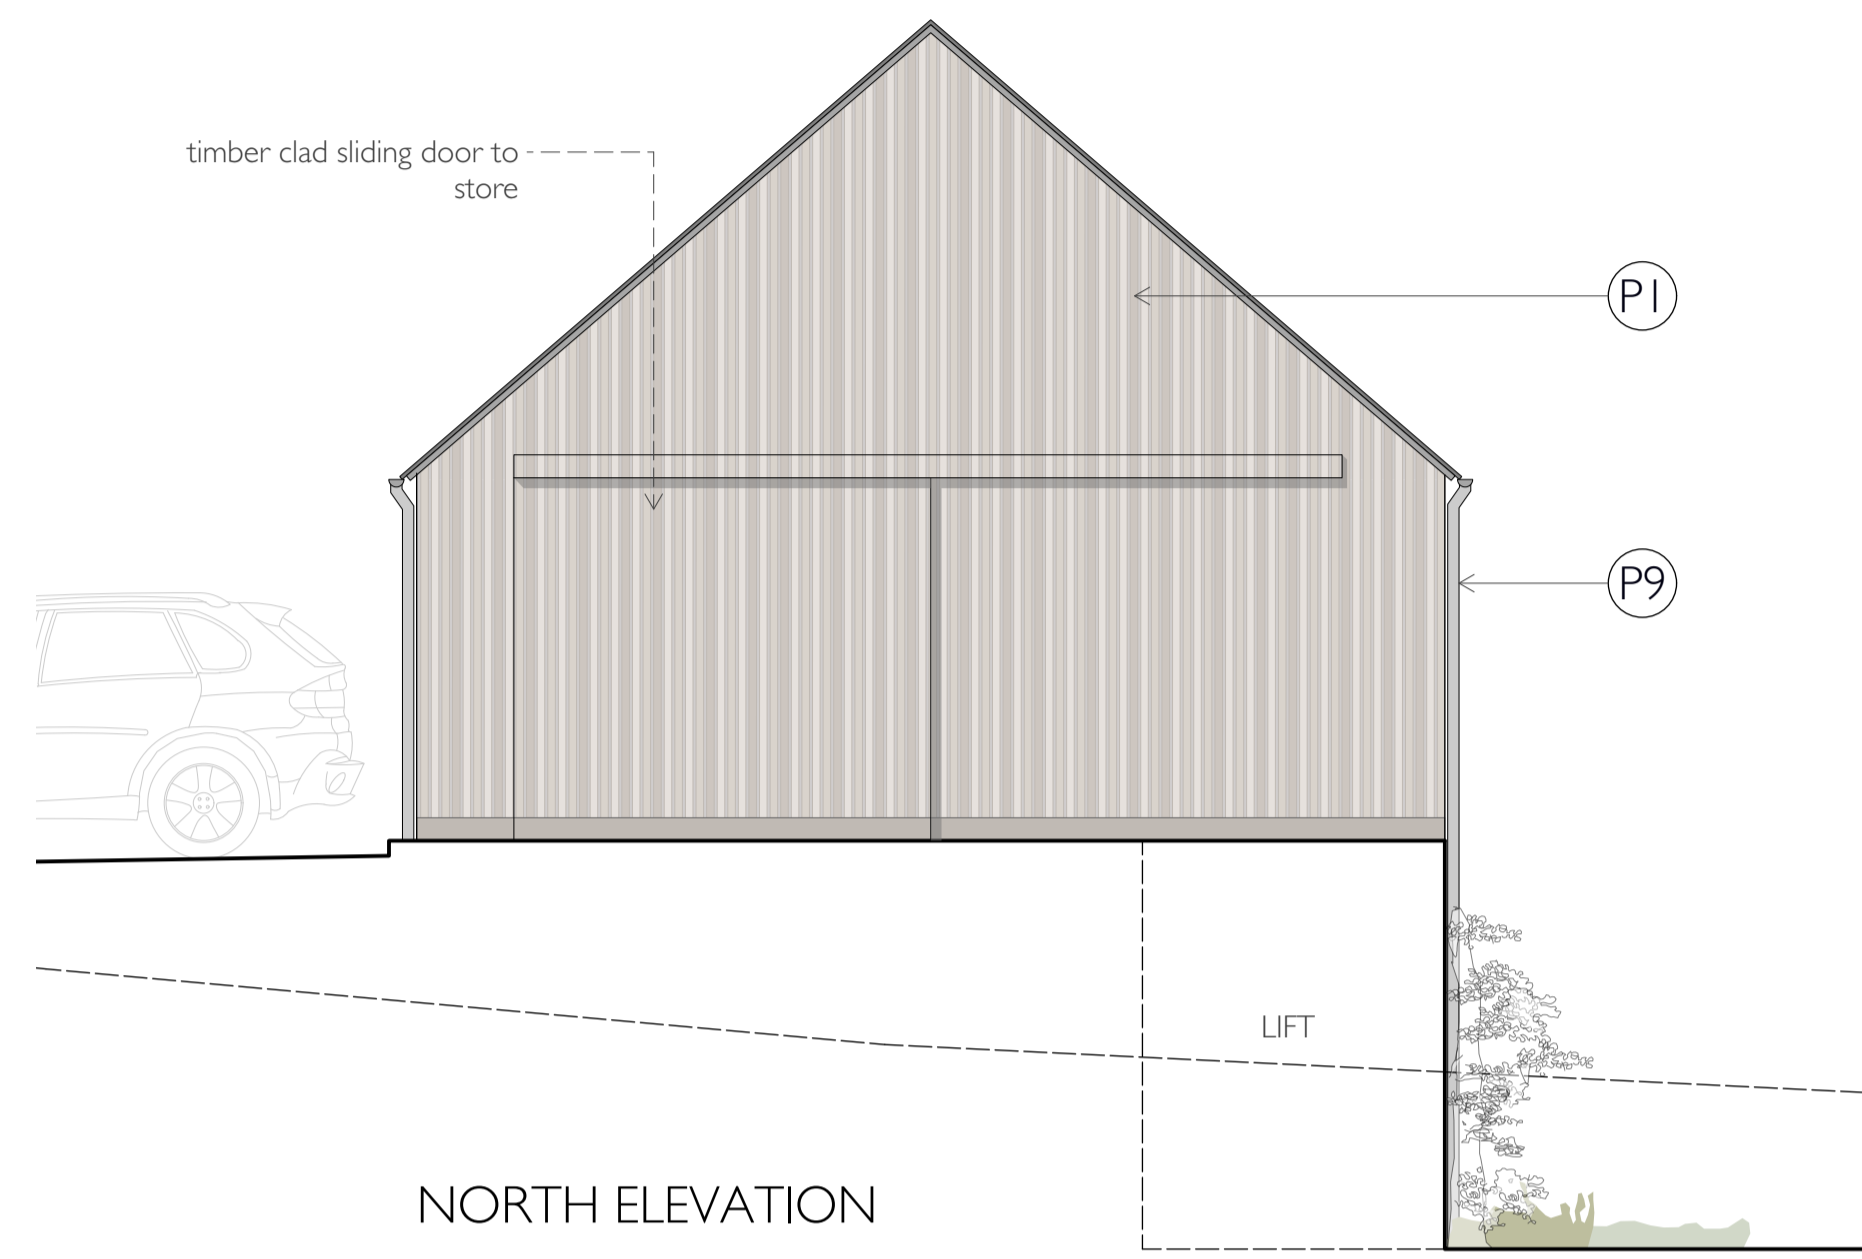 timber clad sliding door to
store
P1
P9
LIFT
NORTH ELEVATION